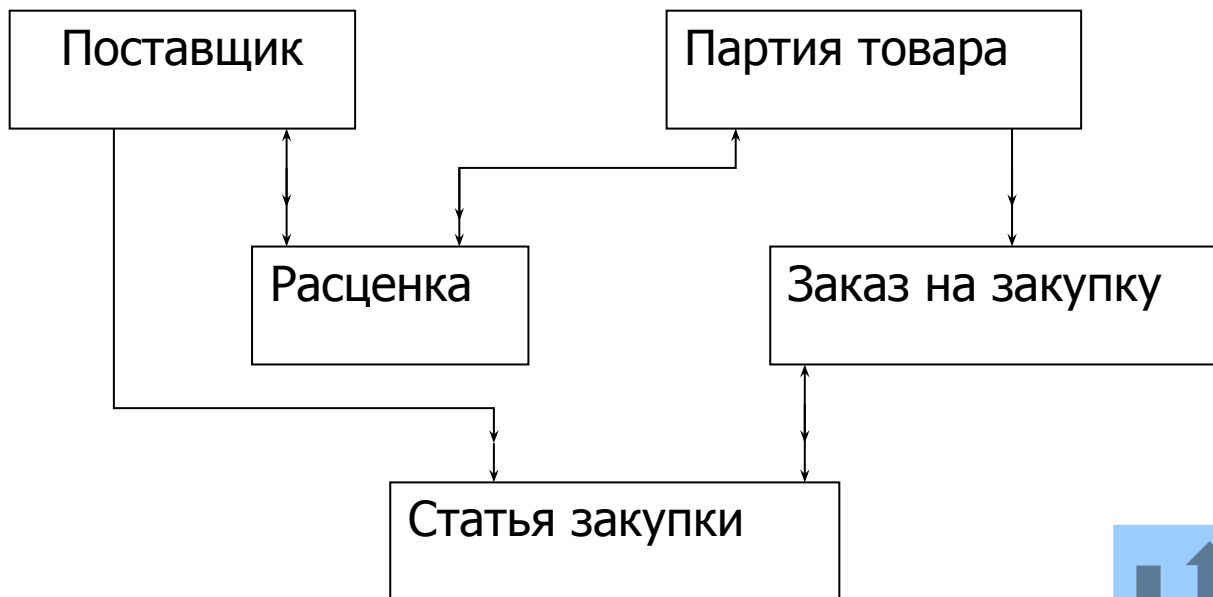 Поставщик
Партия товара
Расценка
Заказ на закупку
Статья закупки